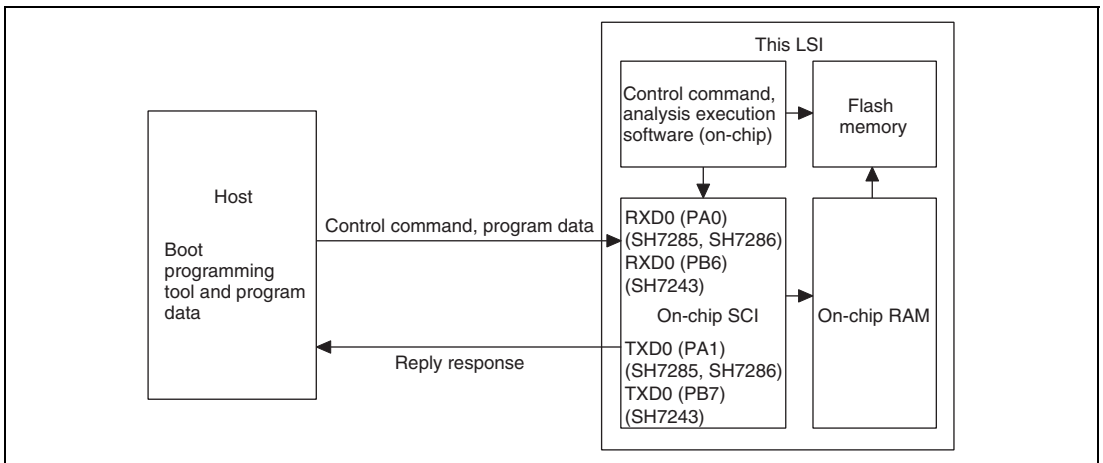 This LSI
Host
Boot
programming
tool and program
data
Control command, program data
Reply response
Control command,
analysis execution
software (on-chip)
Flash
memory
RXD0 (PA0)
(SH7285, SH7286)
RXD0 (PB6)
(SH7243)
On-chip SCI
TXD0 (PA1)
(SH7285, SH7286)
TXD0 (PB7)
(SH7243)
On-chip RAM